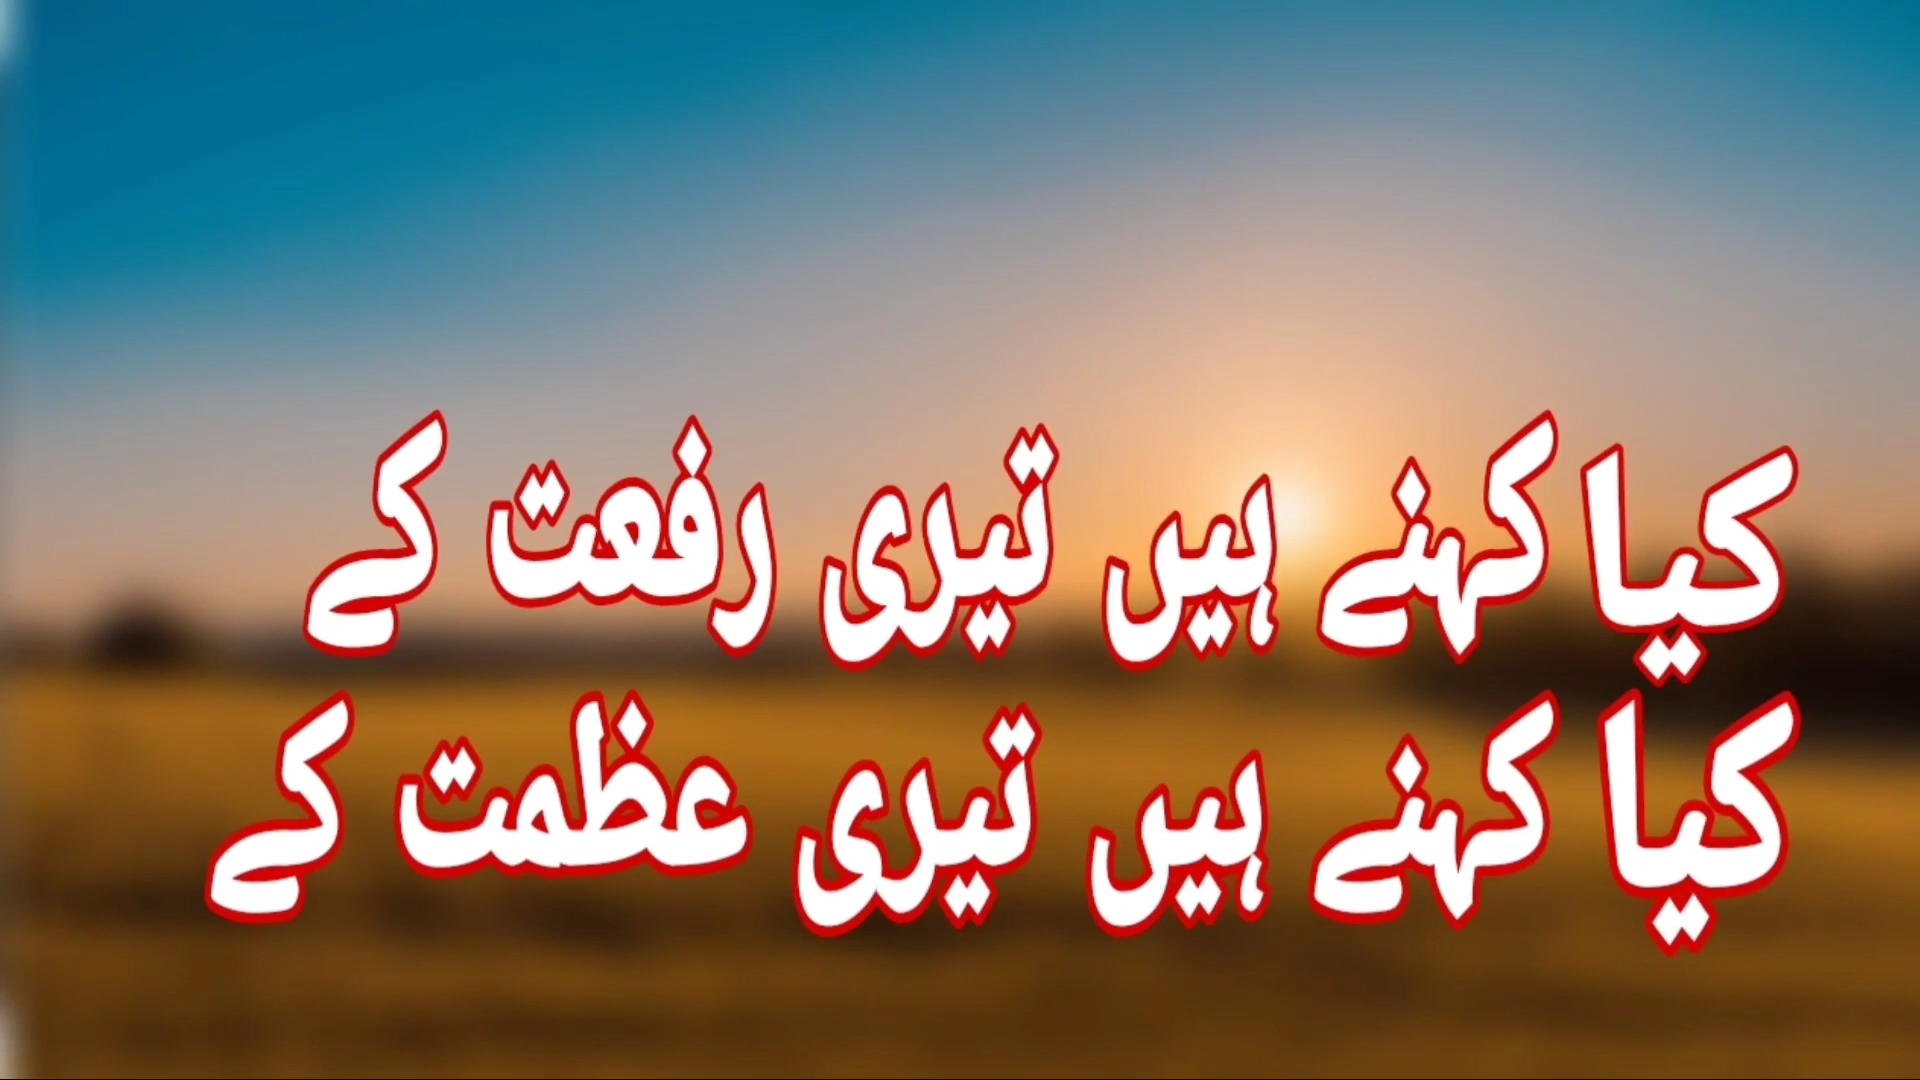 کیا کہنے ہیں تیری رفعت کے
کیا کہنے ہیں تیری عظمت کے